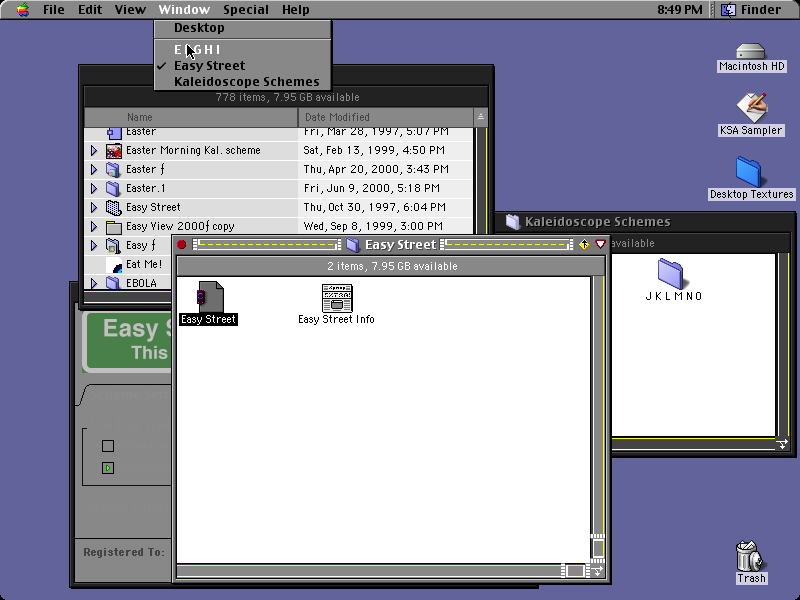 File Edit View Window Special Help 8:49 PM Finder
Desktop
Easy Street
Kaleidoscope Schemes
778 items, 7.95 GB available
Name Date Modified
Easter Fri, Mar 28, 1997, 5:07 PM
Easter Morning Kal. scheme Sat, Feb 13, 1999, 4:50 PM
Easter ƒ Thu, Apr 20, 2000, 3:43 PM
Easter.1 Fri, Jun 9, 2000, 5:18 PM
Easy Street Thu, Oct 30, 1997, 6:04 PM
Easy View 2000ƒ copy Wed, Sep 8, 1999, 3:00 PM
Easy ƒ
Eat Me!
EBOLA
Macintosh HD
KSA Sampler
Desktop Textures
Kaleidoscope Schemes
available
J K L M N O
Easy Street
2 items, 7.95 GB available
Easy Street
Easy Street Info
Easy S
This
Registered To:
Trash